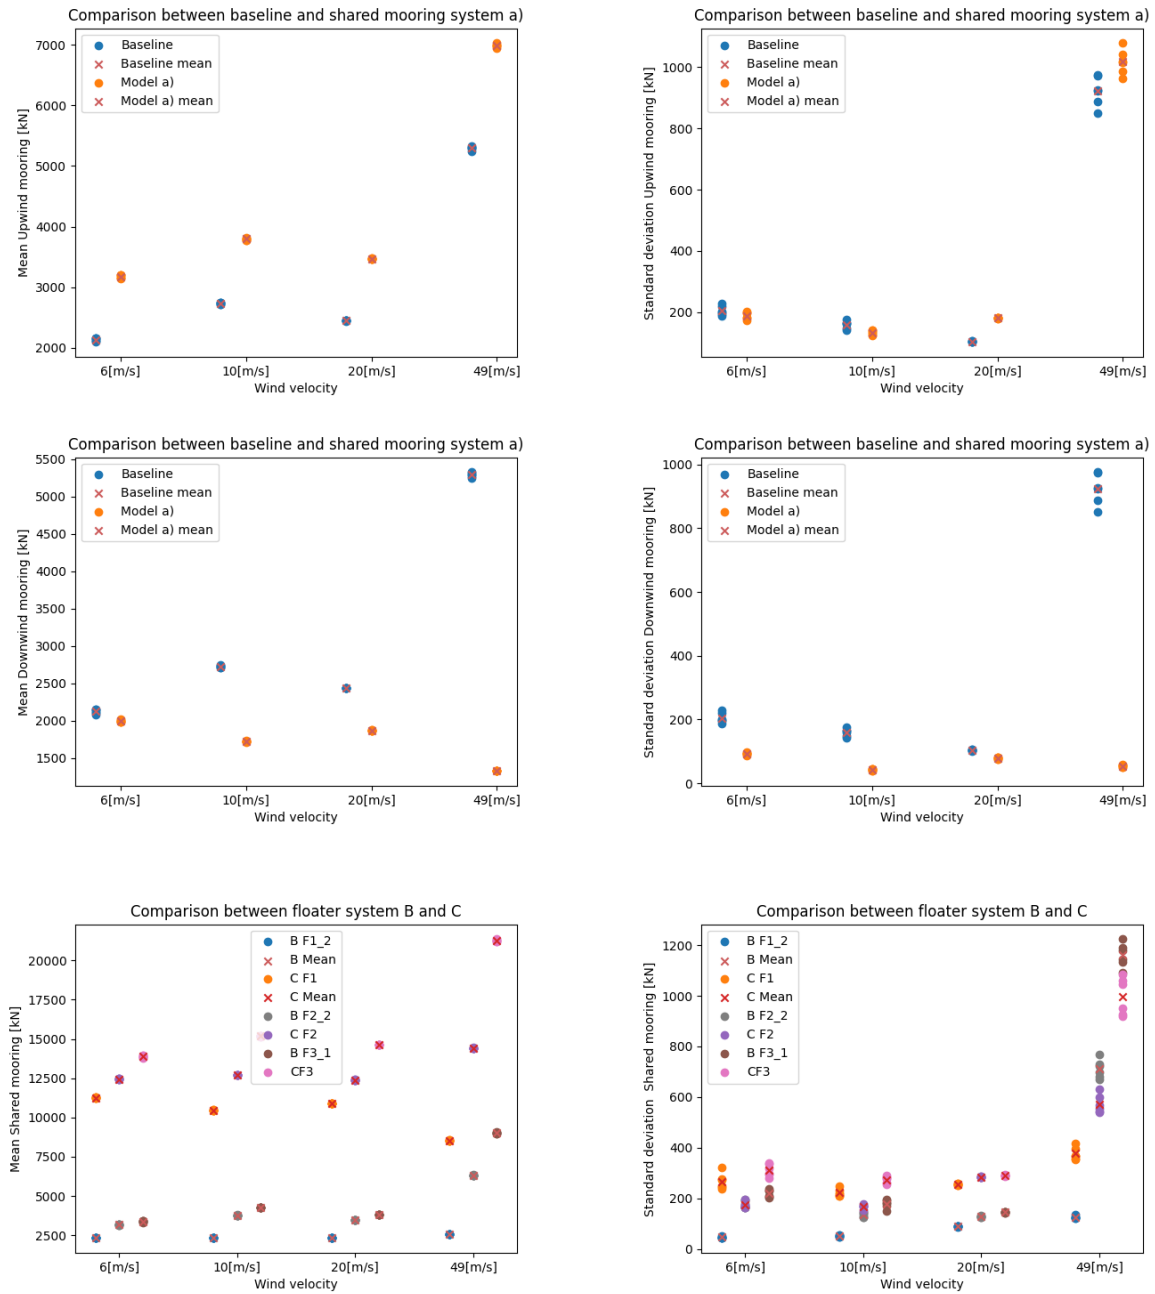 Comparison between baseline and shared mooring system a)
Mean Upwind mooring [kN]
7000
6000
5000
4000
3000
2000
Baseline
Baseline mean
Model a)
Model a) mean
6[m/s]
10[m/s]
20[m/s]
49[m/s]
Wind velocity
Comparison between baseline and shared mooring system a)
Standard deviation Upwind mooring [kN]
1000
800
600
400
200
Baseline
Baseline mean
Model a)
Model a) mean
6[m/s]
10[m/s]
20[m/s]
49[m/s]
Wind velocity
Comparison between baseline and shared mooring system a)
Mean Downwind mooring [kN]
5500
5000
4500
4000
3500
3000
2500
2000
1500
Baseline
Baseline mean
Model a)
Model a) mean
6[m/s]
10[m/s]
20[m/s]
49[m/s]
Wind velocity
Comparison between baseline and shared mooring system a)
Standard deviation Downwind mooring [kN]
1000
800
600
400
200
0
Baseline
Baseline mean
Model a)
Model a) mean
6[m/s]
10[m/s]
20[m/s]
49[m/s]
Wind velocity
Comparison between floater system B and C
Mean Shared mooring [kN]
20000
17500
15000
12500
10000
7500
5000
2500
B F1_2
B Mean
C F1
C Mean
B F2_2
C F2
B F3_1
CF3
6[m/s]
10[m/s]
20[m/s]
49[m/s]
Wind velocity
Comparison between floater system B and C
Standard deviation  Shared mooring [kN]
1200
1000
800
600
400
200
0
B F1_2
B Mean
C F1
C Mean
B F2_2
C F2
B F3_1
CF3
6[m/s]
10[m/s]
20[m/s]
49[m/s]
Wind velocity